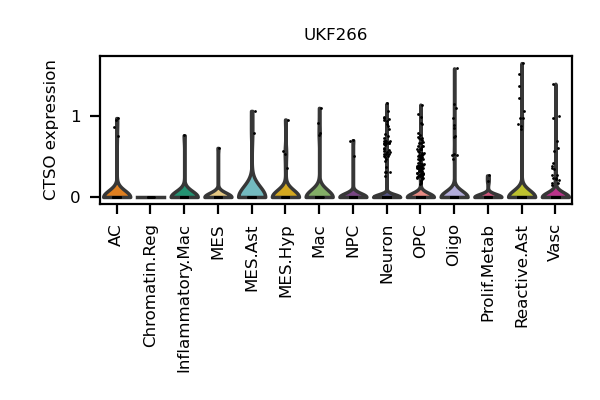 UKF266
CTSO expression
1
0
AC
Chromatin.Reg
Inflammatory.Mac
MES
MES.Ast
MES.Hyp
Mac
NPC
Neuron
OPC
Oligo
Prolif.Metab
Reactive.Ast
Vasc